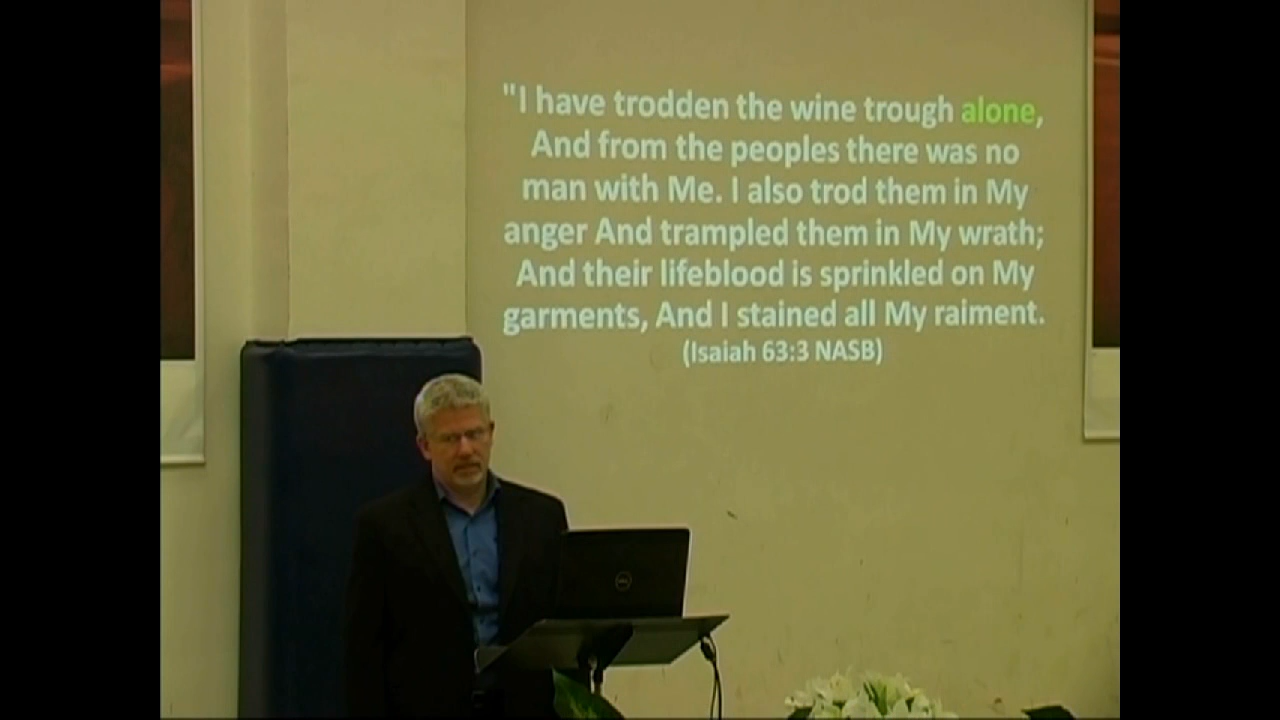 "I have trodden the wine trough alone,
And from the peoples there was no
man with Me. I also trod them in My
anger And trampled them in My wrath;
And their lifeblood is sprinkled on My
garments, And I stained all My raiment.
(Isaiah 63:3 NASB)
DELL